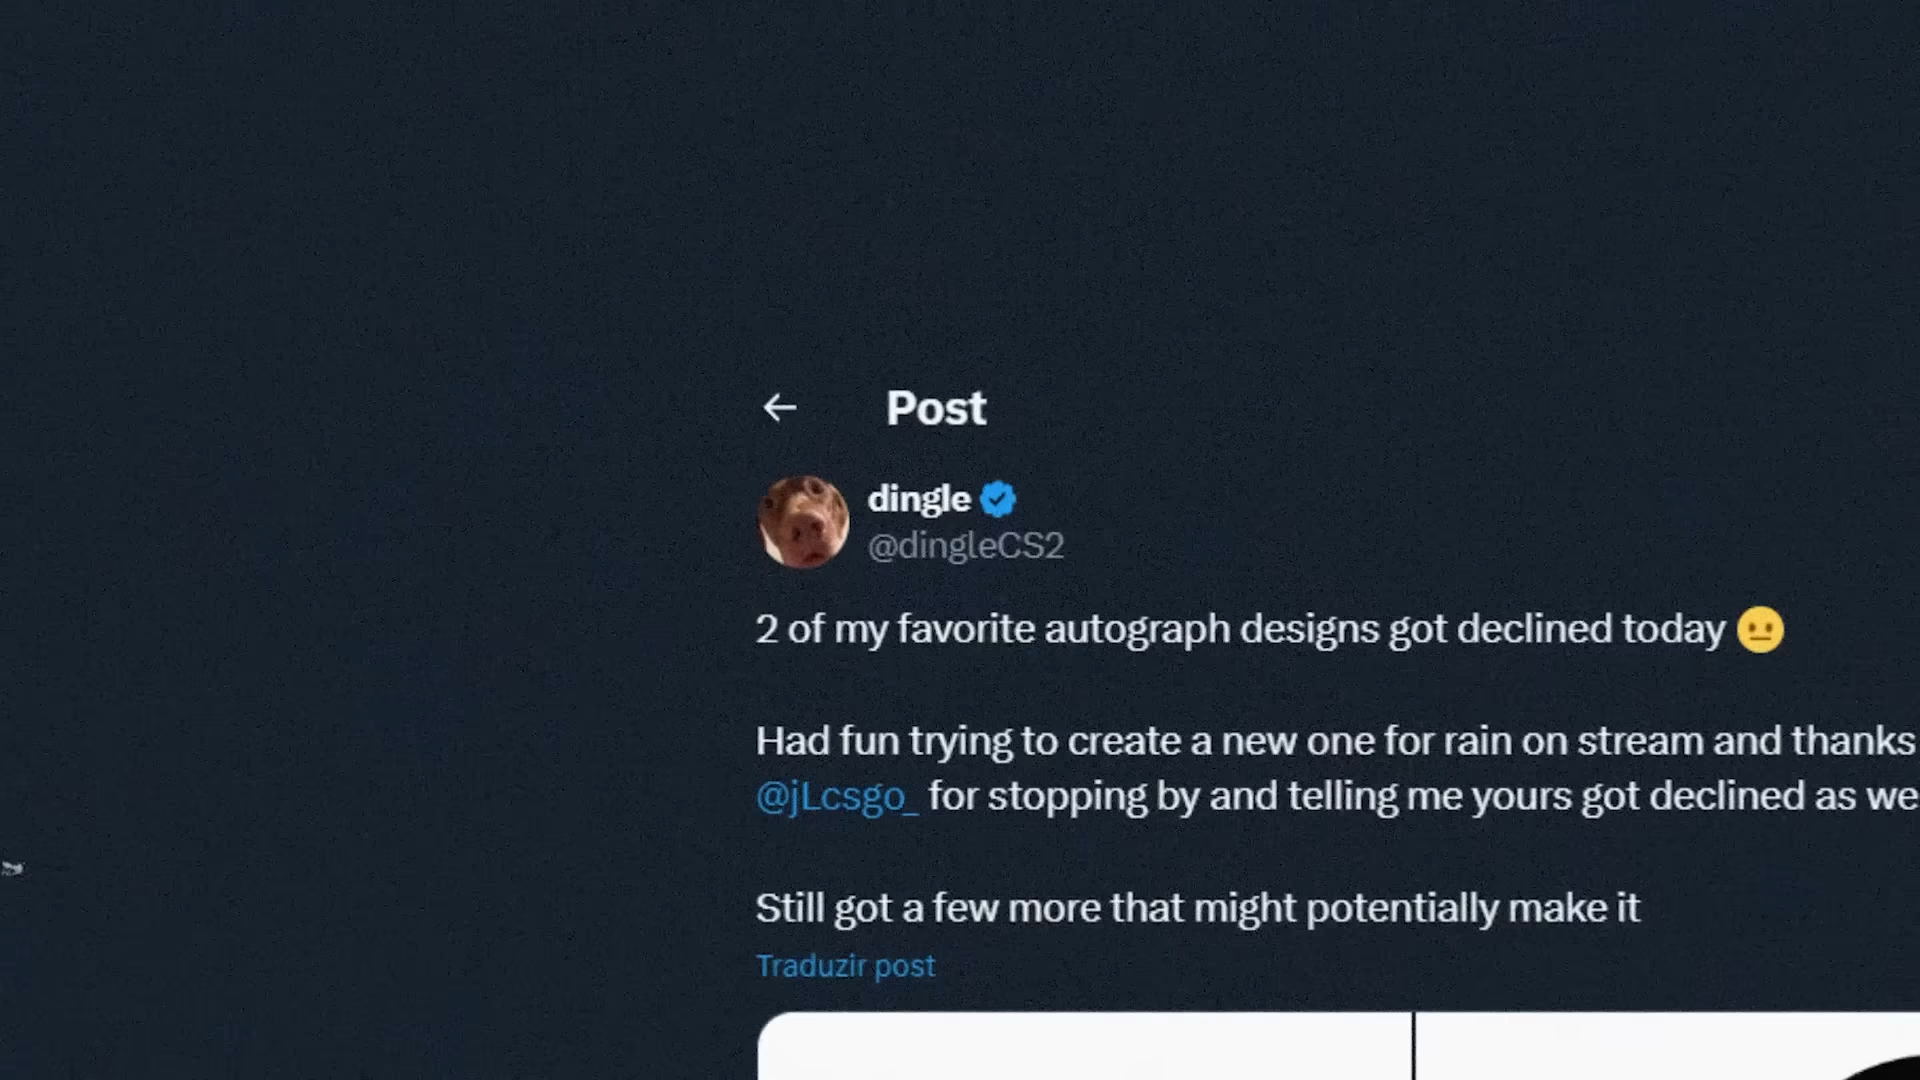 Post
dingle
@dingleCS2
2 of my favorite autograph designs got declined today 😐
Had fun trying to create a new one for rain on stream and thanks
@jLcsgo_ for stopping by and telling me yours got declined as we
Still got a few more that might potentially make it
Traduzir post